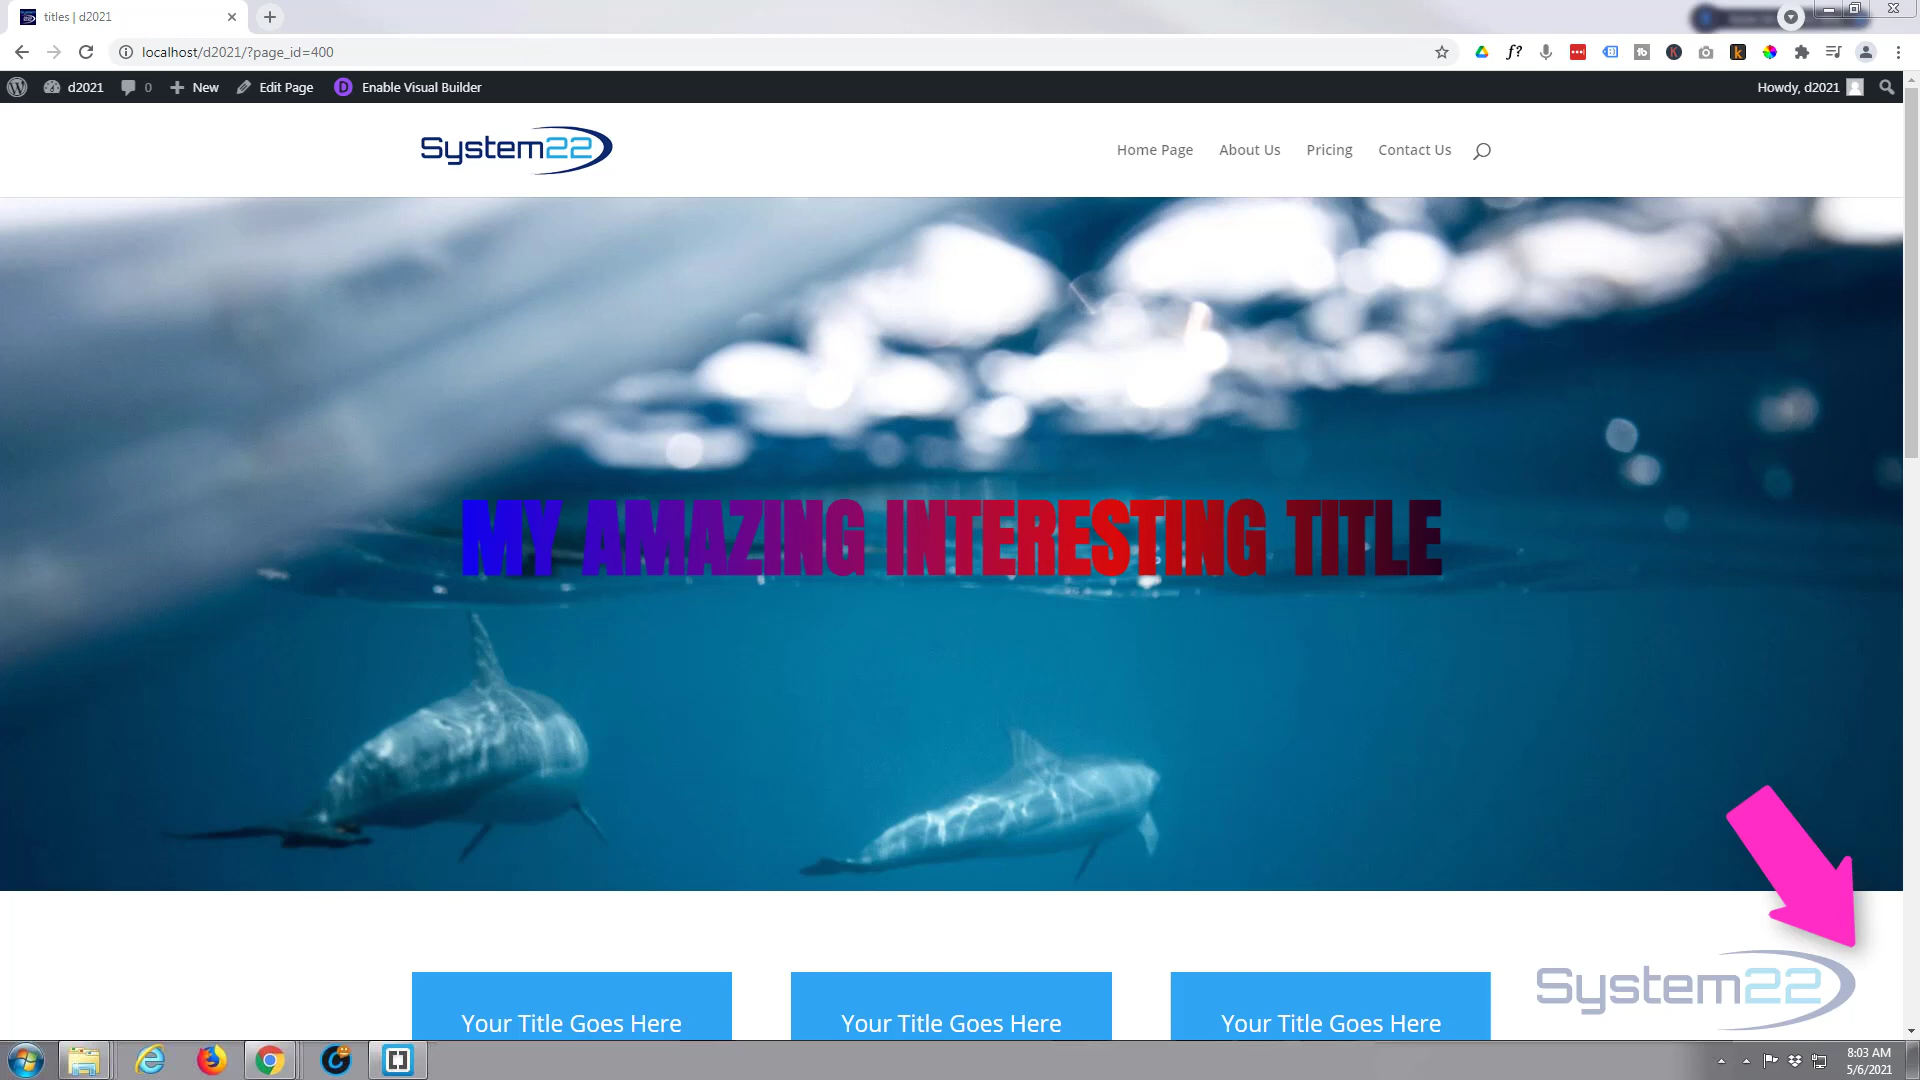 titles | d2021
localhost/d2021/?page_id=400
d2021 0 New Edit Page D Enable Visual Builder Howdy, d2021
System22
Home Page About Us Pricing Contact Us
MY AMAZING INTERESTING TITLE
Your Title Goes Here Your Title Goes Here Your Title Goes Here
System22
8:03 AM
5/6/2021